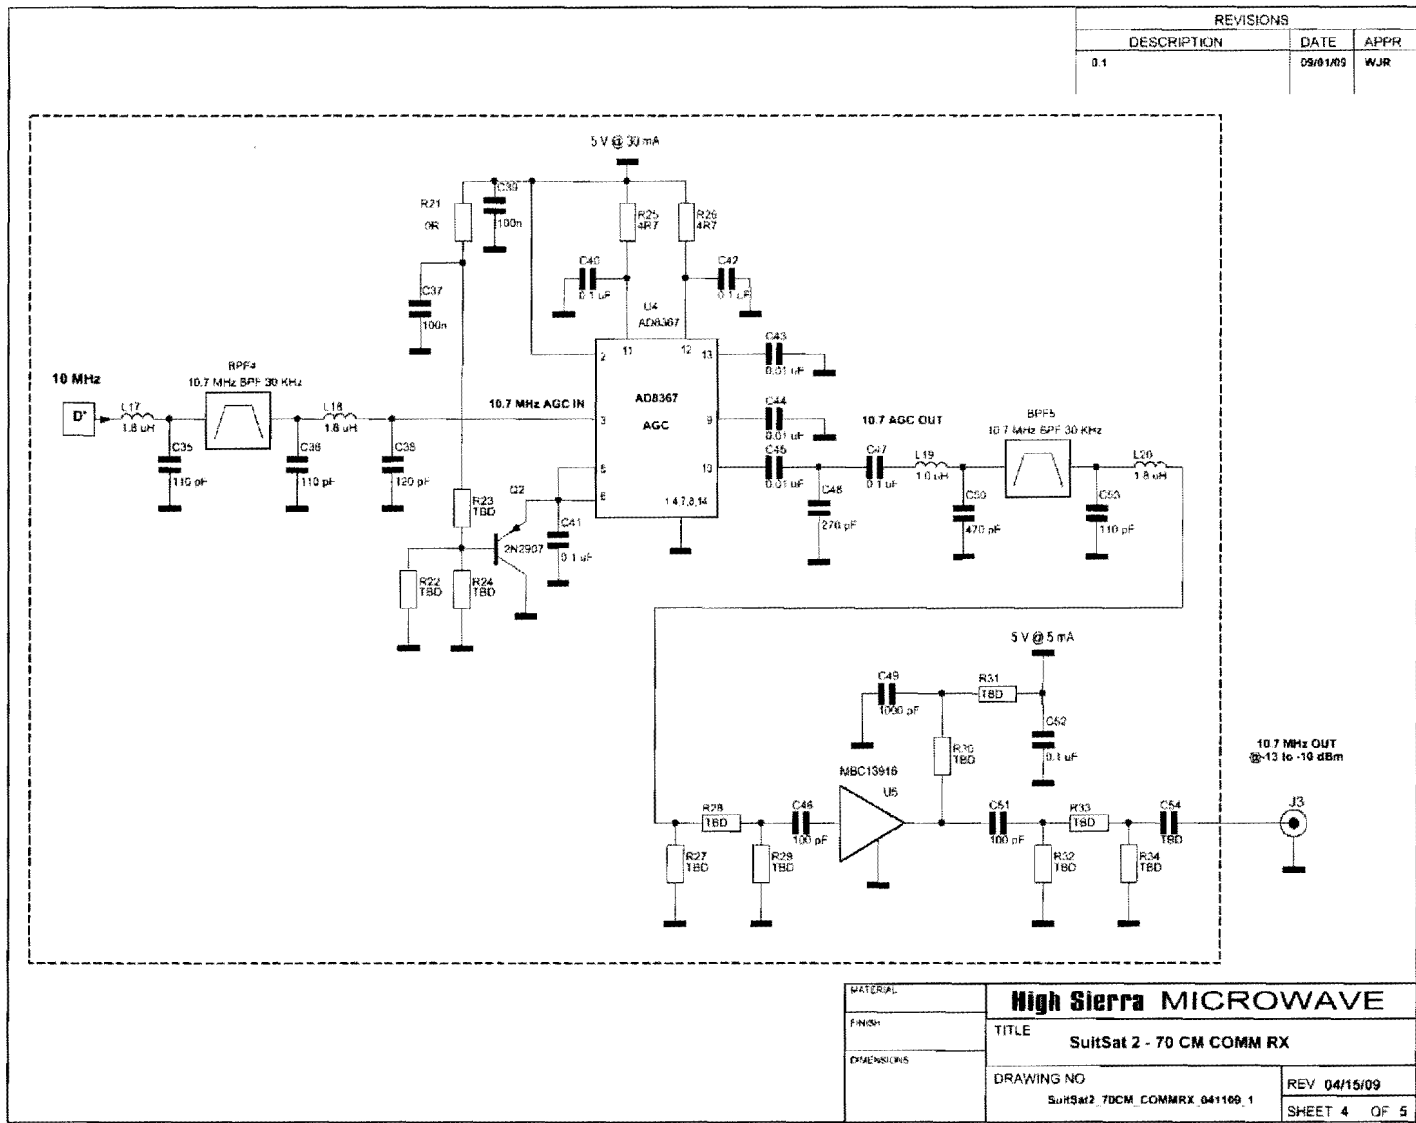 REVISIONS
DESCRIPTION DATE APPR
0.1 09/01/09 WJR
5 V @ 30 mA
R21
0R
C39
100n
R25
4R7
R26
4R7
C40
0.1 uF
C42
0.1 uF
C37
100n
U4
AD8367
11 12
2 13
C43
0.01 uF
10 MHz
D'
L17
1.8 uH
BPF4
10.7 MHz BPF 30 KHz
L18
1.8 uH
10.7 MHz AGC IN
3
AD8367
AGC
9
C44
0.01 uF
C35
110 pF
C36
110 pF
C38
120 pF
5
6
10
1 4,7,8,14
C45
0.01 uF
10.7 AGC OUT
C47
0.1 uF
C48
270 pF
L19
1.0 uH
BPF5
10.7 MHz BPF 30 KHz
L20
1.8 uH
C50
470 pF
C53
110 pF
R23
TBD
Q2
2N2907
C41
0.1 uF
R22
TBD
R24
TBD
5 V @ 5 mA
C49
1000 pF
R31
TBD
R30
TBD
C52
0.1 uF
MBC13916
U5
10.7 MHz OUT
@-13 to -10 dBm
J3
R28
TBD
C46
100 pF
C51
100 pF
R33
TBD
C54
TBD
R27
TBD
R29
TBD
R32
TBD
R34
TBD
MATERIAL
FINISH
DIMENSIONS
High Sierra MICROWAVE
TITLE
SuitSat 2 - 70 CM COMM RX
DRAWING NO
SuitSat2_70CM_COMMRX_041109_1
REV 04/15/09
SHEET 4 OF 5